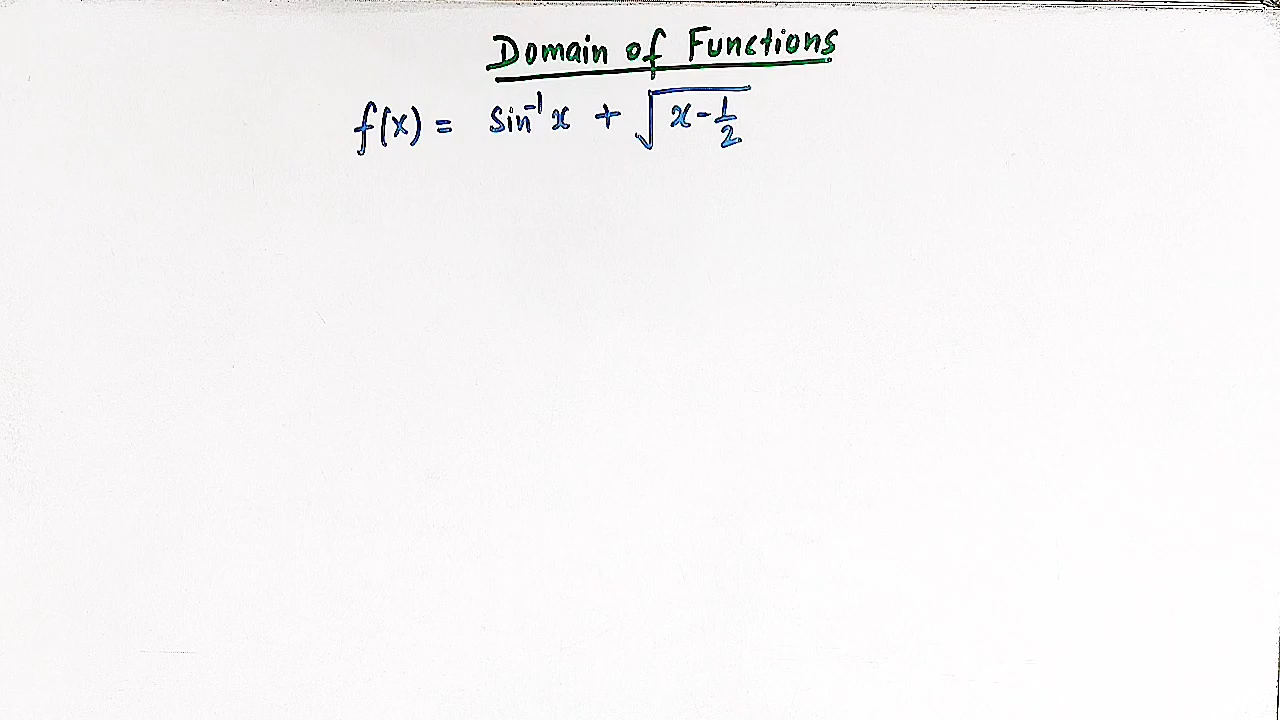 Domain of Functions
f(x) = sin⁻¹x + √(x-1/2)